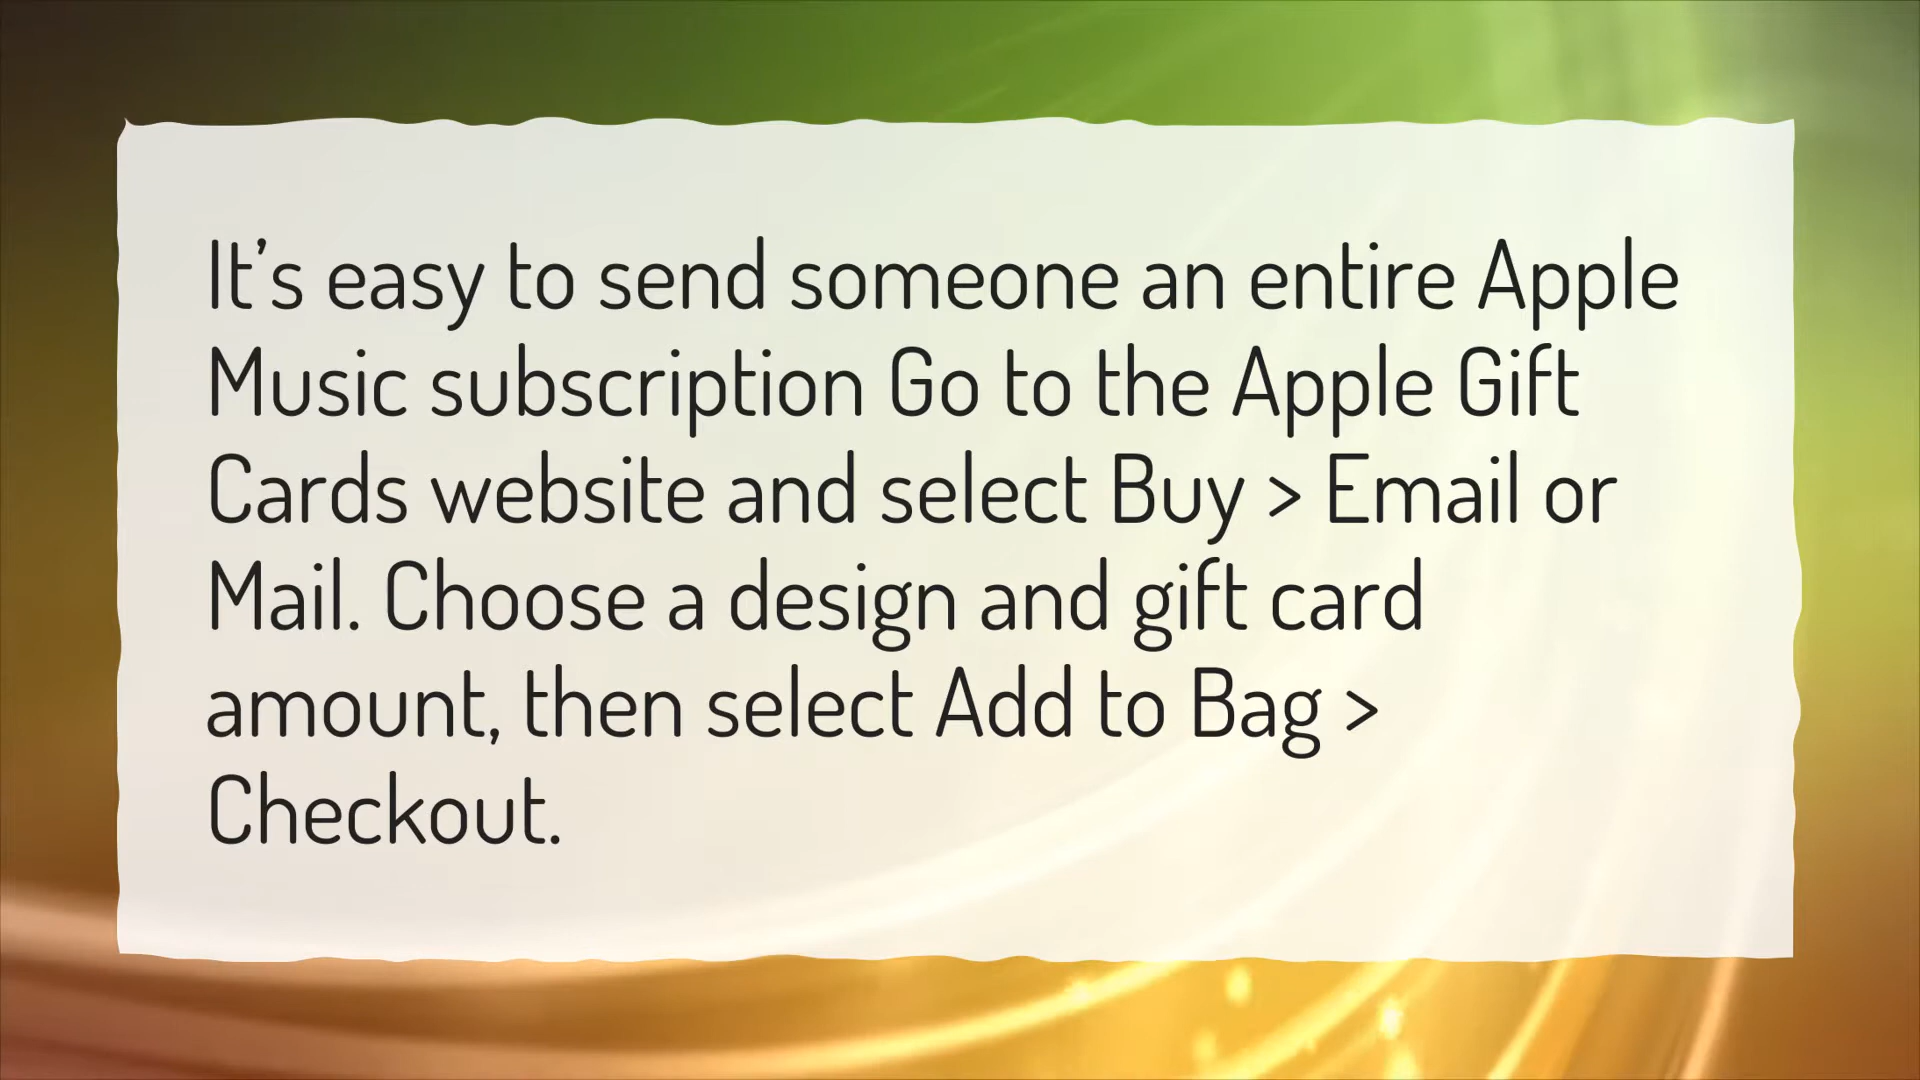 It’s easy to send someone an entire Apple
Music subscription Go to the Apple Gift
Cards website and select Buy > Email or
Mail. Choose a design and gift card
amount, then select Add to Bag >
Checkout.